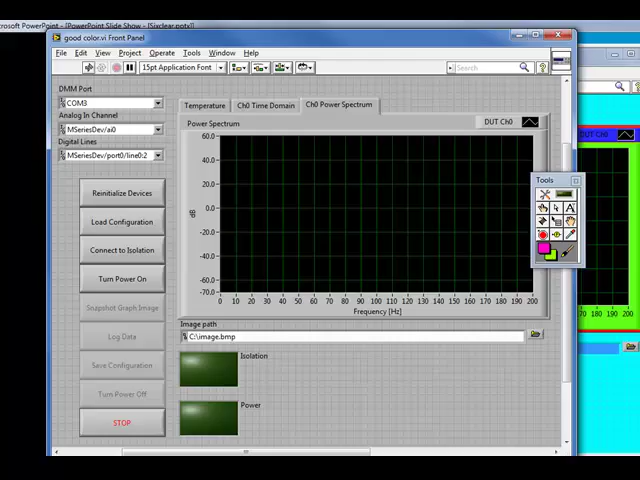 rosoft PowerPoint - [PowerPoint Slide Show - [Sixclear.pptx]]
good color.vi Front Panel
File Edit View Project Operate Tools Window Help
15pt Application Font
Search
DMM Port
COM3
Analog In Channel
MSeriesDev/ai0
Digital Lines
MSeriesDev/port0/line0:2
Reinitialize Devices
Load Configuration
Connect to Isolation
Turn Power On
Snapshot Graph Image
Log Data
Save Configuration
Turn Power Off
STOP
Temperature Ch0 Time Domain Ch0 Power Spectrum
Power Spectrum
DUT Ch0
60.0
40.0
20.0
0.0
-20.0
-40.0
-60.0
-70.0
dB
0 10 20 30 40 50 60 70 80 90 100 110 120 130 140 150 160 170 180 190 200
Frequency [Hz]
Image path
C:\image.bmp
Isolation
Power
Tools
A
DUT Ch0
170 180 190 200